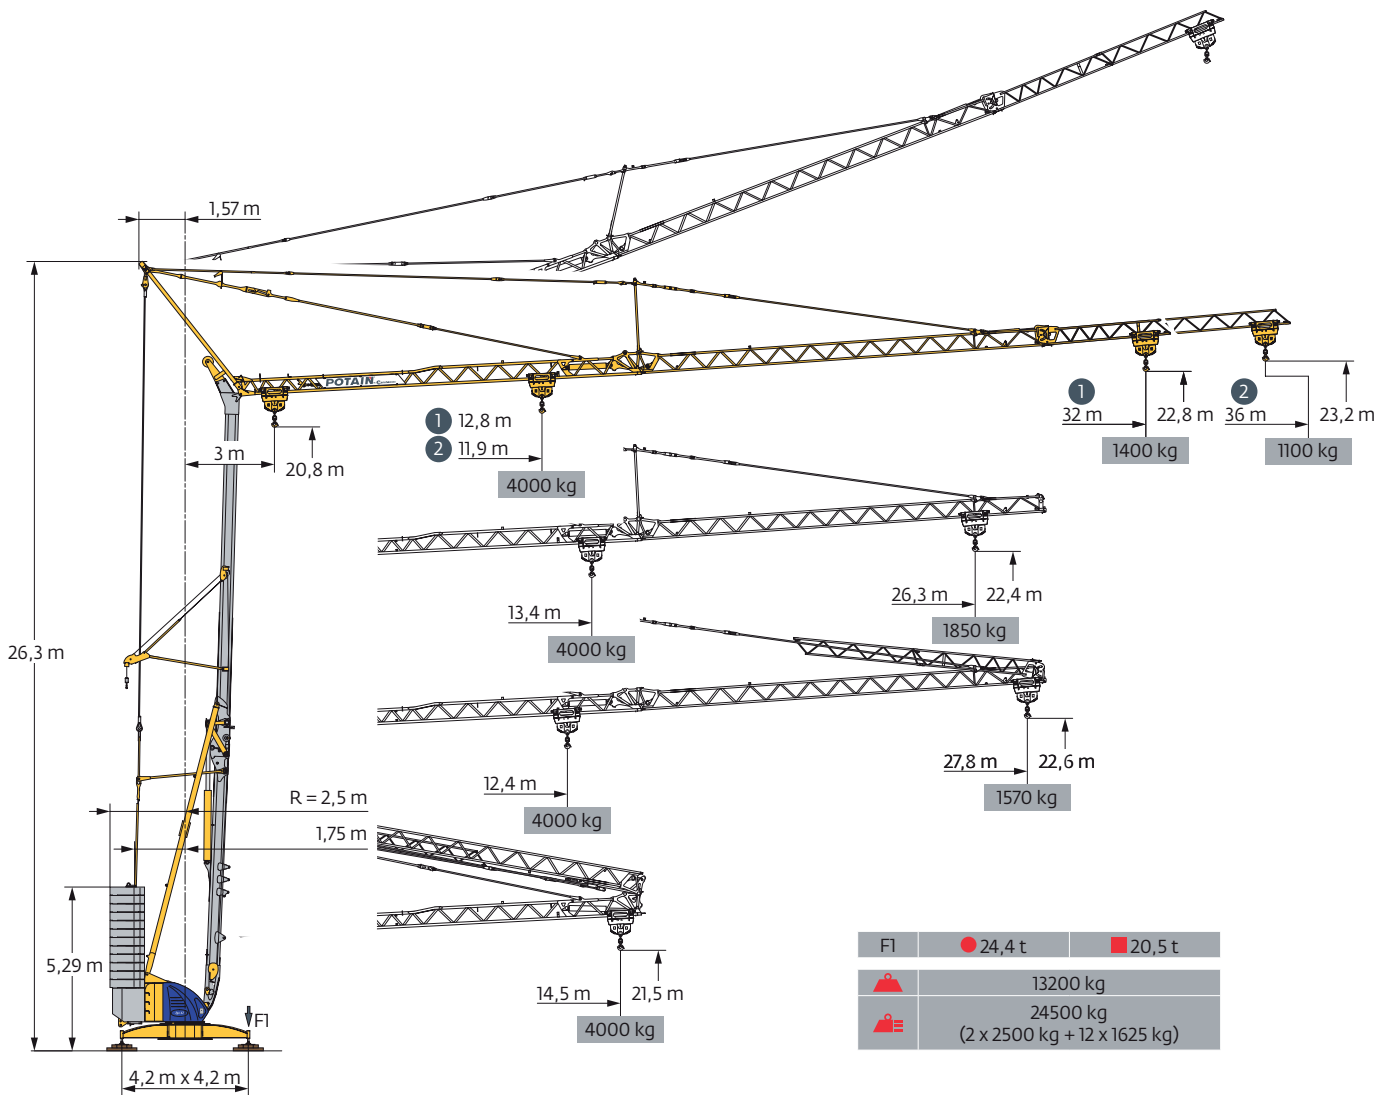 1,57 m
POTAIN
1 12,8 m
2 11,9 m
4000 kg
3 m
20,8 m
1
32 m
22,8 m
1400 kg
2
36 m
23,2 m
1100 kg
13,4 m
4000 kg
26,3 m
22,4 m
1850 kg
26,3 m
12,4 m
4000 kg
27,8 m
22,6 m
1570 kg
R = 2,5 m
1,75 m
5,29 m
14,5 m
21,5 m
4000 kg
F1
4,2 m x 4,2 m
F1 24,4 t 20,5 t
13200 kg
24500 kg
(2 x 2500 kg + 12 x 1625 kg)